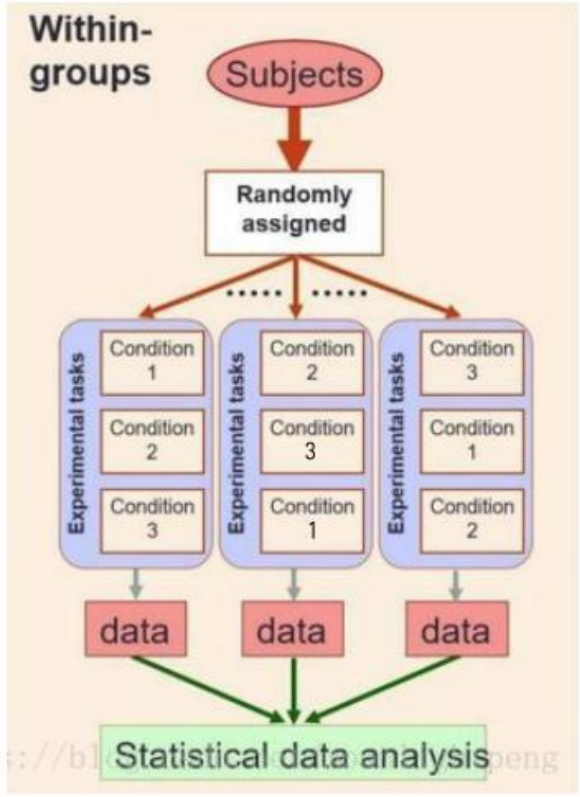 Within-
groups
Subjects
Randomly
assigned
..... .....
Experimental tasks
Condition
1
Condition
2
Condition
3
Experimental tasks
Condition
2
Condition
3
Condition
1
Experimental tasks
Condition
3
Condition
1
Condition
2
data
data
data
Statistical data analysis